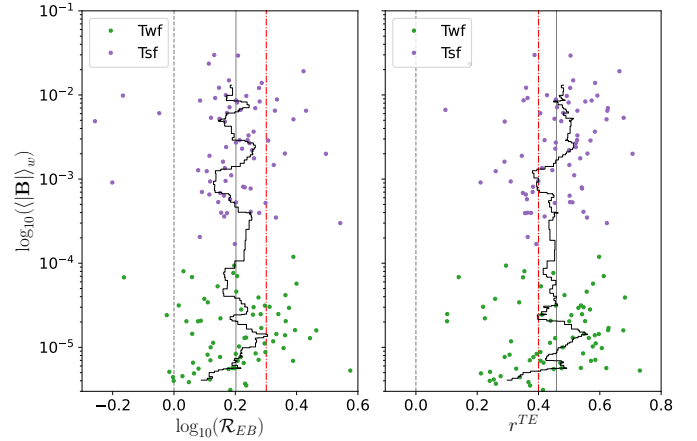 Twf
Tsf
Twf
Tsf
10⁻¹
10⁻²
10⁻³
10⁻⁴
10⁻⁵
log₁₀(⟨|B|⟩_w)
−0.2 0.0 0.2 0.4 0.6
0.0 0.2 0.4 0.6 0.8
log₁₀(𝓡_EB)
r^TE